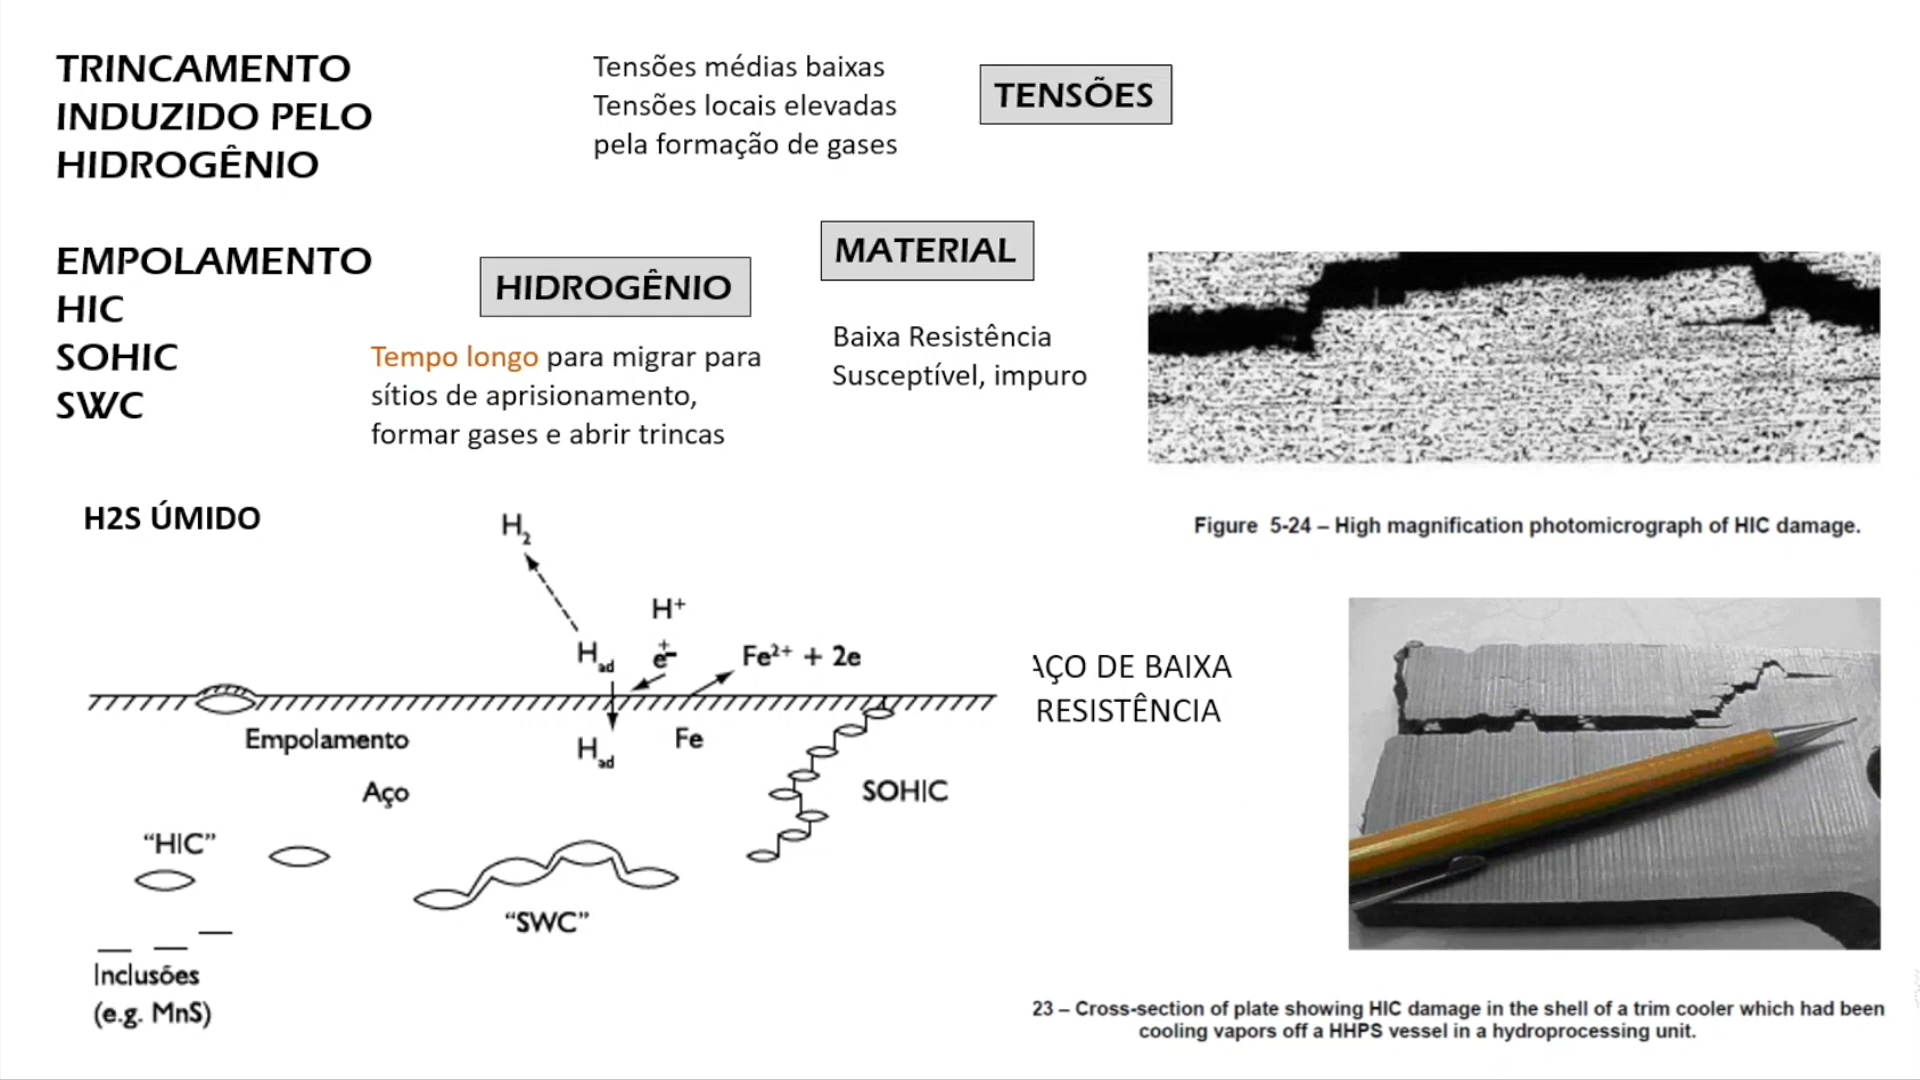 TRINCAMENTO
INDUZIDO PELO
HIDROGÊNIO
EMPOLAMENTO
HIC
SOHIC
SWC
Tensões médias baixas
Tensões locais elevadas
pela formação de gases
TENSÕES
HIDROGÊNIO
Tempo longo para migrar para
sítios de aprisionamento,
formar gases e abrir trincas
MATERIAL
Baixa Resistência
Susceptível, impuro
Figure 5-24 – High magnification photomicrograph of HIC damage.
H2S ÚMIDO
H₂
H⁺
+
e⁻
H_ad
Fe²⁺ + 2e
Empolamento
H_ad
Fe
Aço
SOHIC
“HIC”
“SWC”
Inclusões
(e.g. MnS)
AÇO DE BAIXA
RESISTÊNCIA
23 – Cross-section of plate showing HIC damage in the shell of a trim cooler which had been
cooling vapors off a HHPS vessel in a hydroprocessing unit.